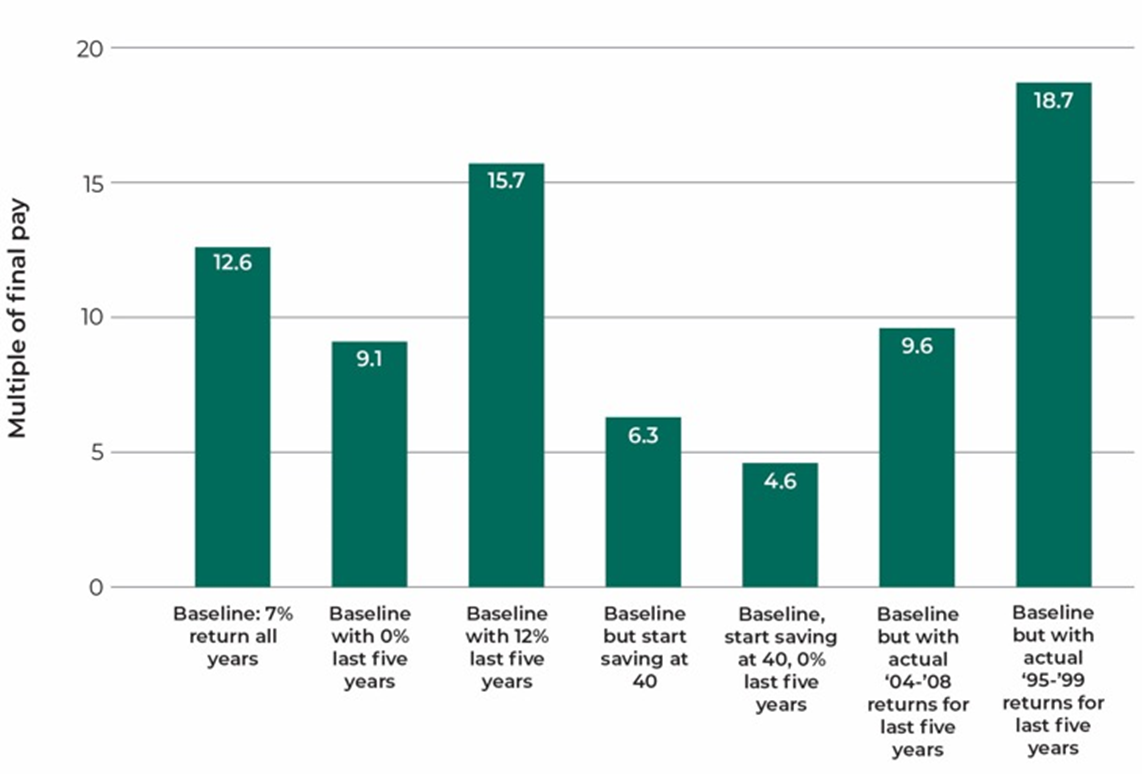 Multiple of final pay
20
15
10
5
0
12.6
9.1
15.7
6.3
4.6
9.6
18.7
Baseline: 7%
return all
years
Baseline
with 0%
last five
years
Baseline
with 12%
last five
years
Baseline
but start
saving at
40
Baseline,
start saving
at 40, 0%
last five
years
Baseline
but with
actual
‘04-’08
returns for
last five
years
Baseline
but with
actual
‘95-’99
returns for
last five
years